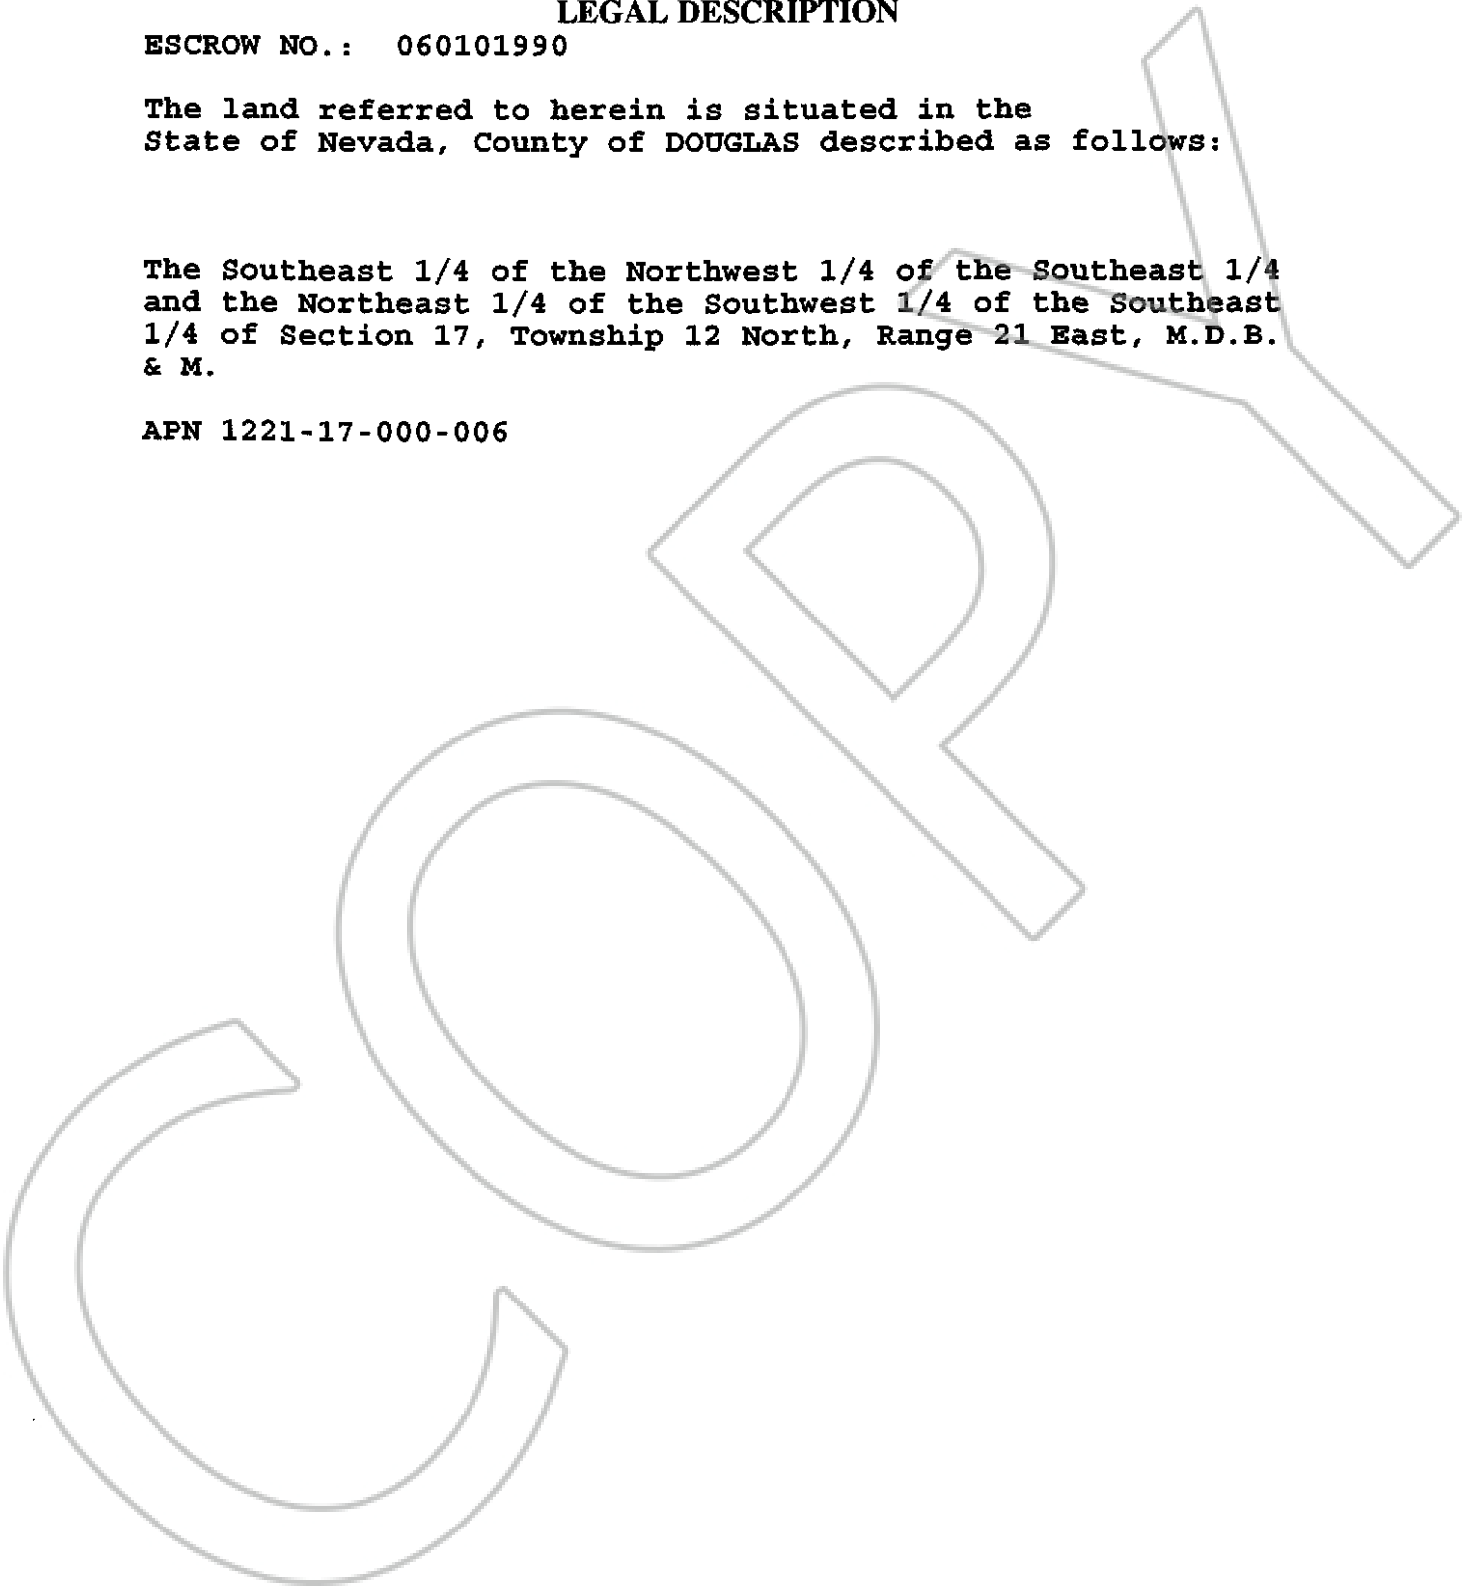 LEGAL DESCRIPTION
ESCROW NO.: 060101990
The land referred to herein is situated in the
State of Nevada, County of DOUGLAS described as follows:
The Southeast 1/4 of the Northwest 1/4 of the Southeast 1/4
and the Northeast 1/4 of the Southwest 1/4 of the Southeast
1/4 of Section 17, Township 12 North, Range 21 East, M.D.B.
& M.
APN 1221-17-000-006
COPY